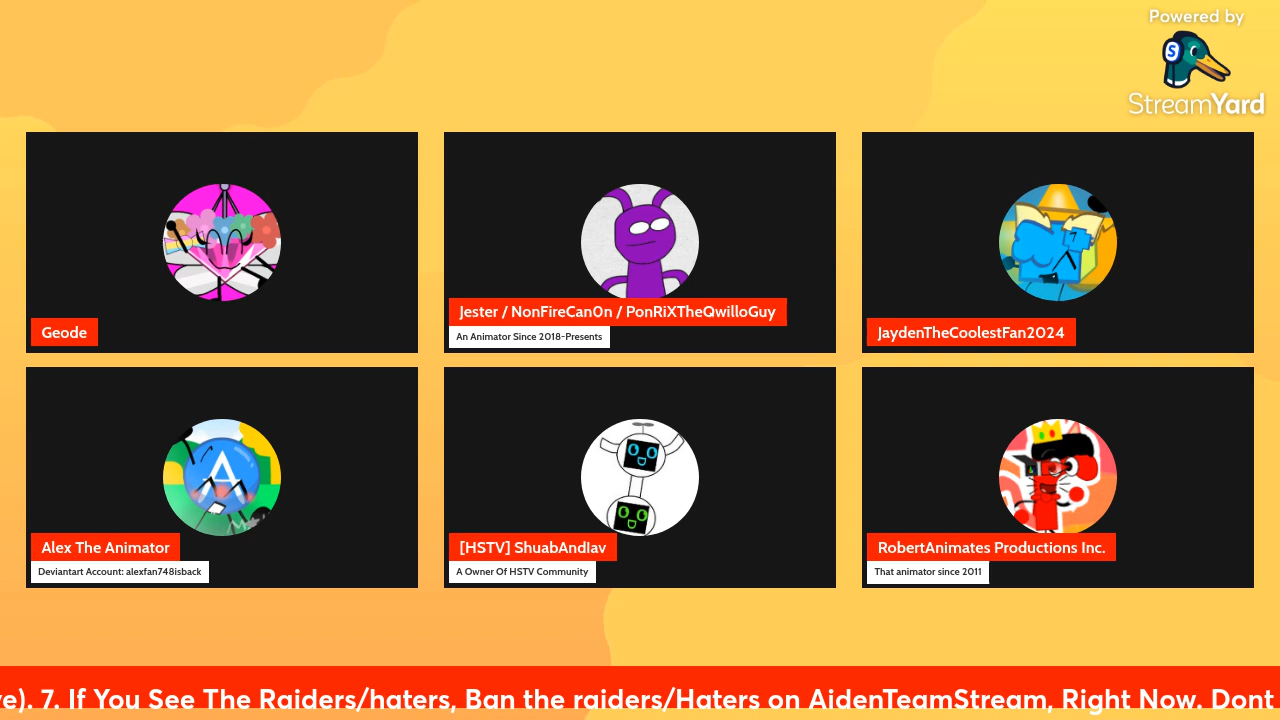 Powered by
StreamYard
Geode
Jester / NonFireCan0n / PonRiXTheQwilloGuy
An Animator Since 2018-Presents
JaydenTheCoolestFan2024
Alex The Animator
Deviantart Account: alexfan748isback
[HSTV] ShuabAndIav
A Owner Of HSTV Community
RobertAnimates Productions Inc.
That animator since 2011
ve). 7. If You See The Raiders/haters, Ban the raiders/Haters on AidenTeamStream, Right Now. Dont